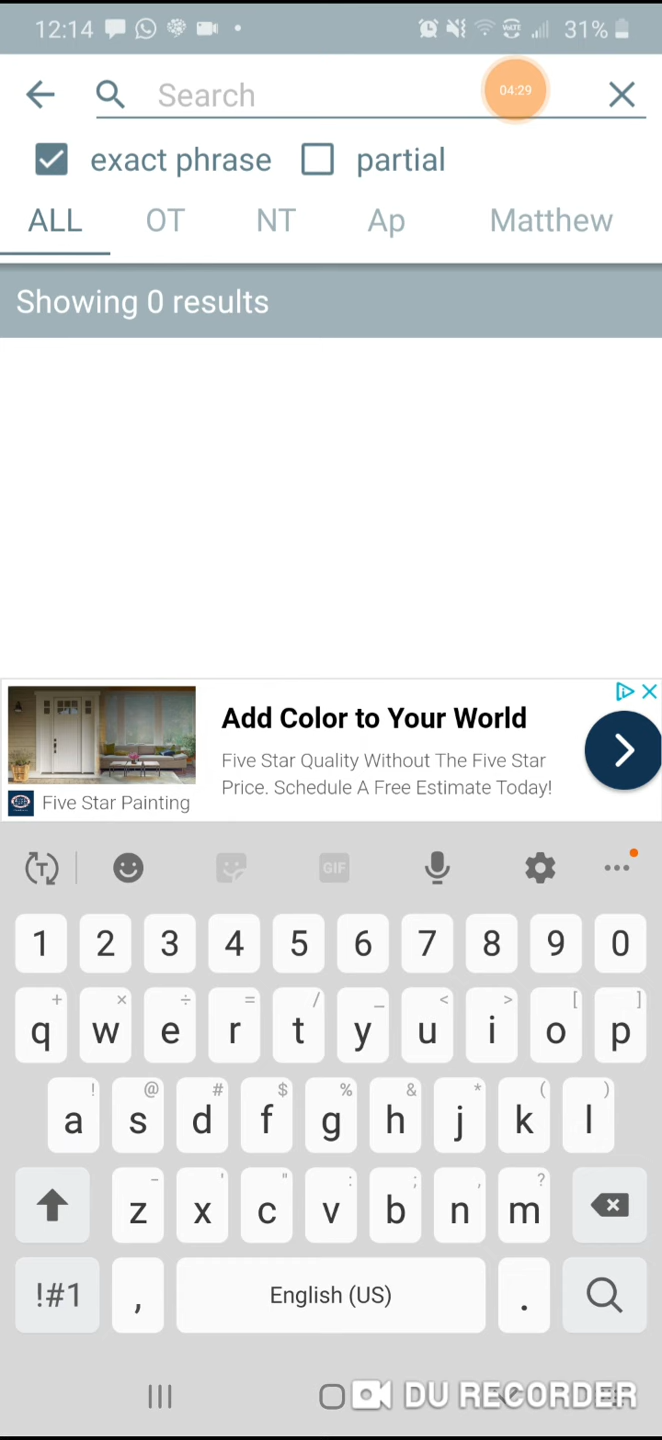 12:14 31%
Search 04:29
exact phrase partial
ALL OT NT Ap Matthew
Showing 0 results
Add Color to Your World
Five Star Quality Without The Five Star
Price. Schedule A Free Estimate Today!
Five Star Painting
T GIF
1 2 3 4 5 6 7 8 9 0
+ × ÷ = / _ < > [ ]
q w e r t y u i o p
! @ # $ % & * ( )
a s d f g h j k l
- ' " : ; , ?
z x c v b n m
!#1 , English (US) .
DU RECORDER